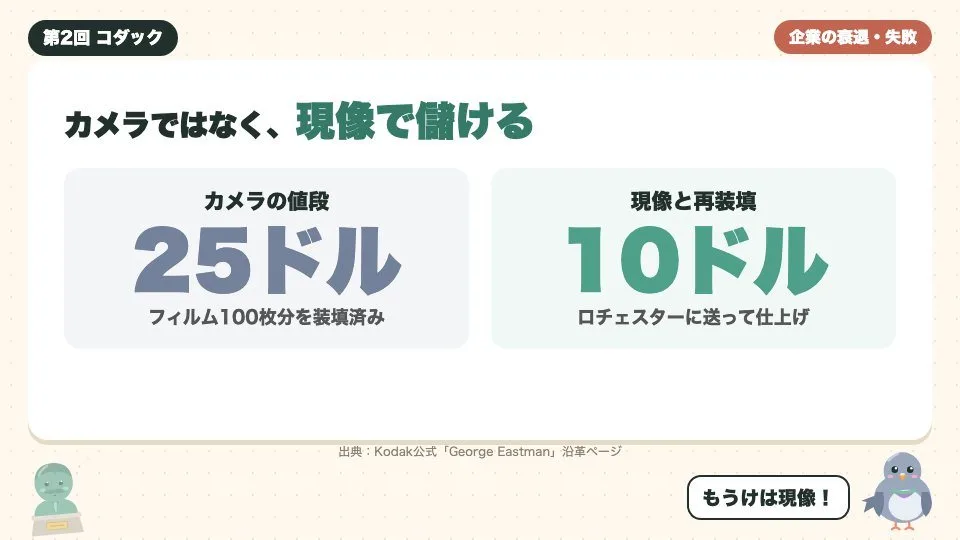 第2回 コダック
企業の衰退・失敗
カメラではなく、現像で儲ける
カメラの値段
25ドル
フィルム100枚分を装填済み
現像と再装填
10ドル
ロチェスターに送って仕上げ
出典：Kodak公式「George Eastman」沿革ページ
もうけは現像！